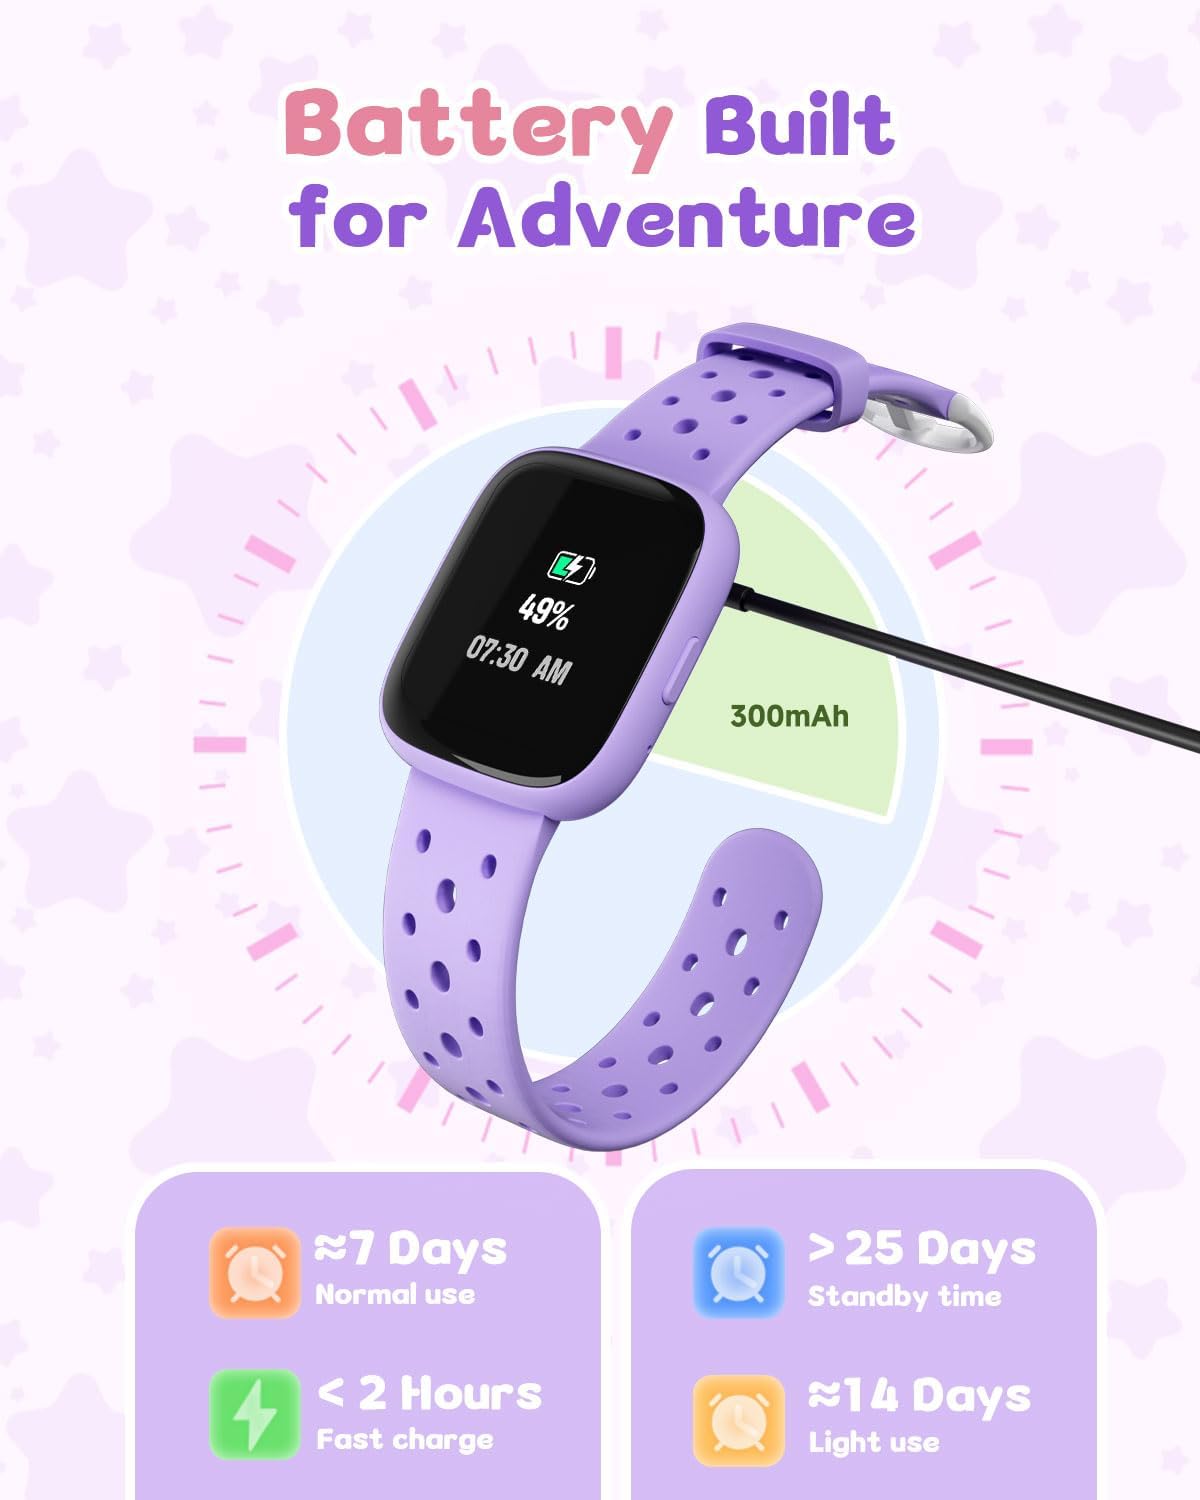 Battery Built
for Adventure
49%
07:30 AM
300mAh
≈7 Days
Normal use
< 2 Hours
Fast charge
> 25 Days
Standby time
≈14 Days
Light use